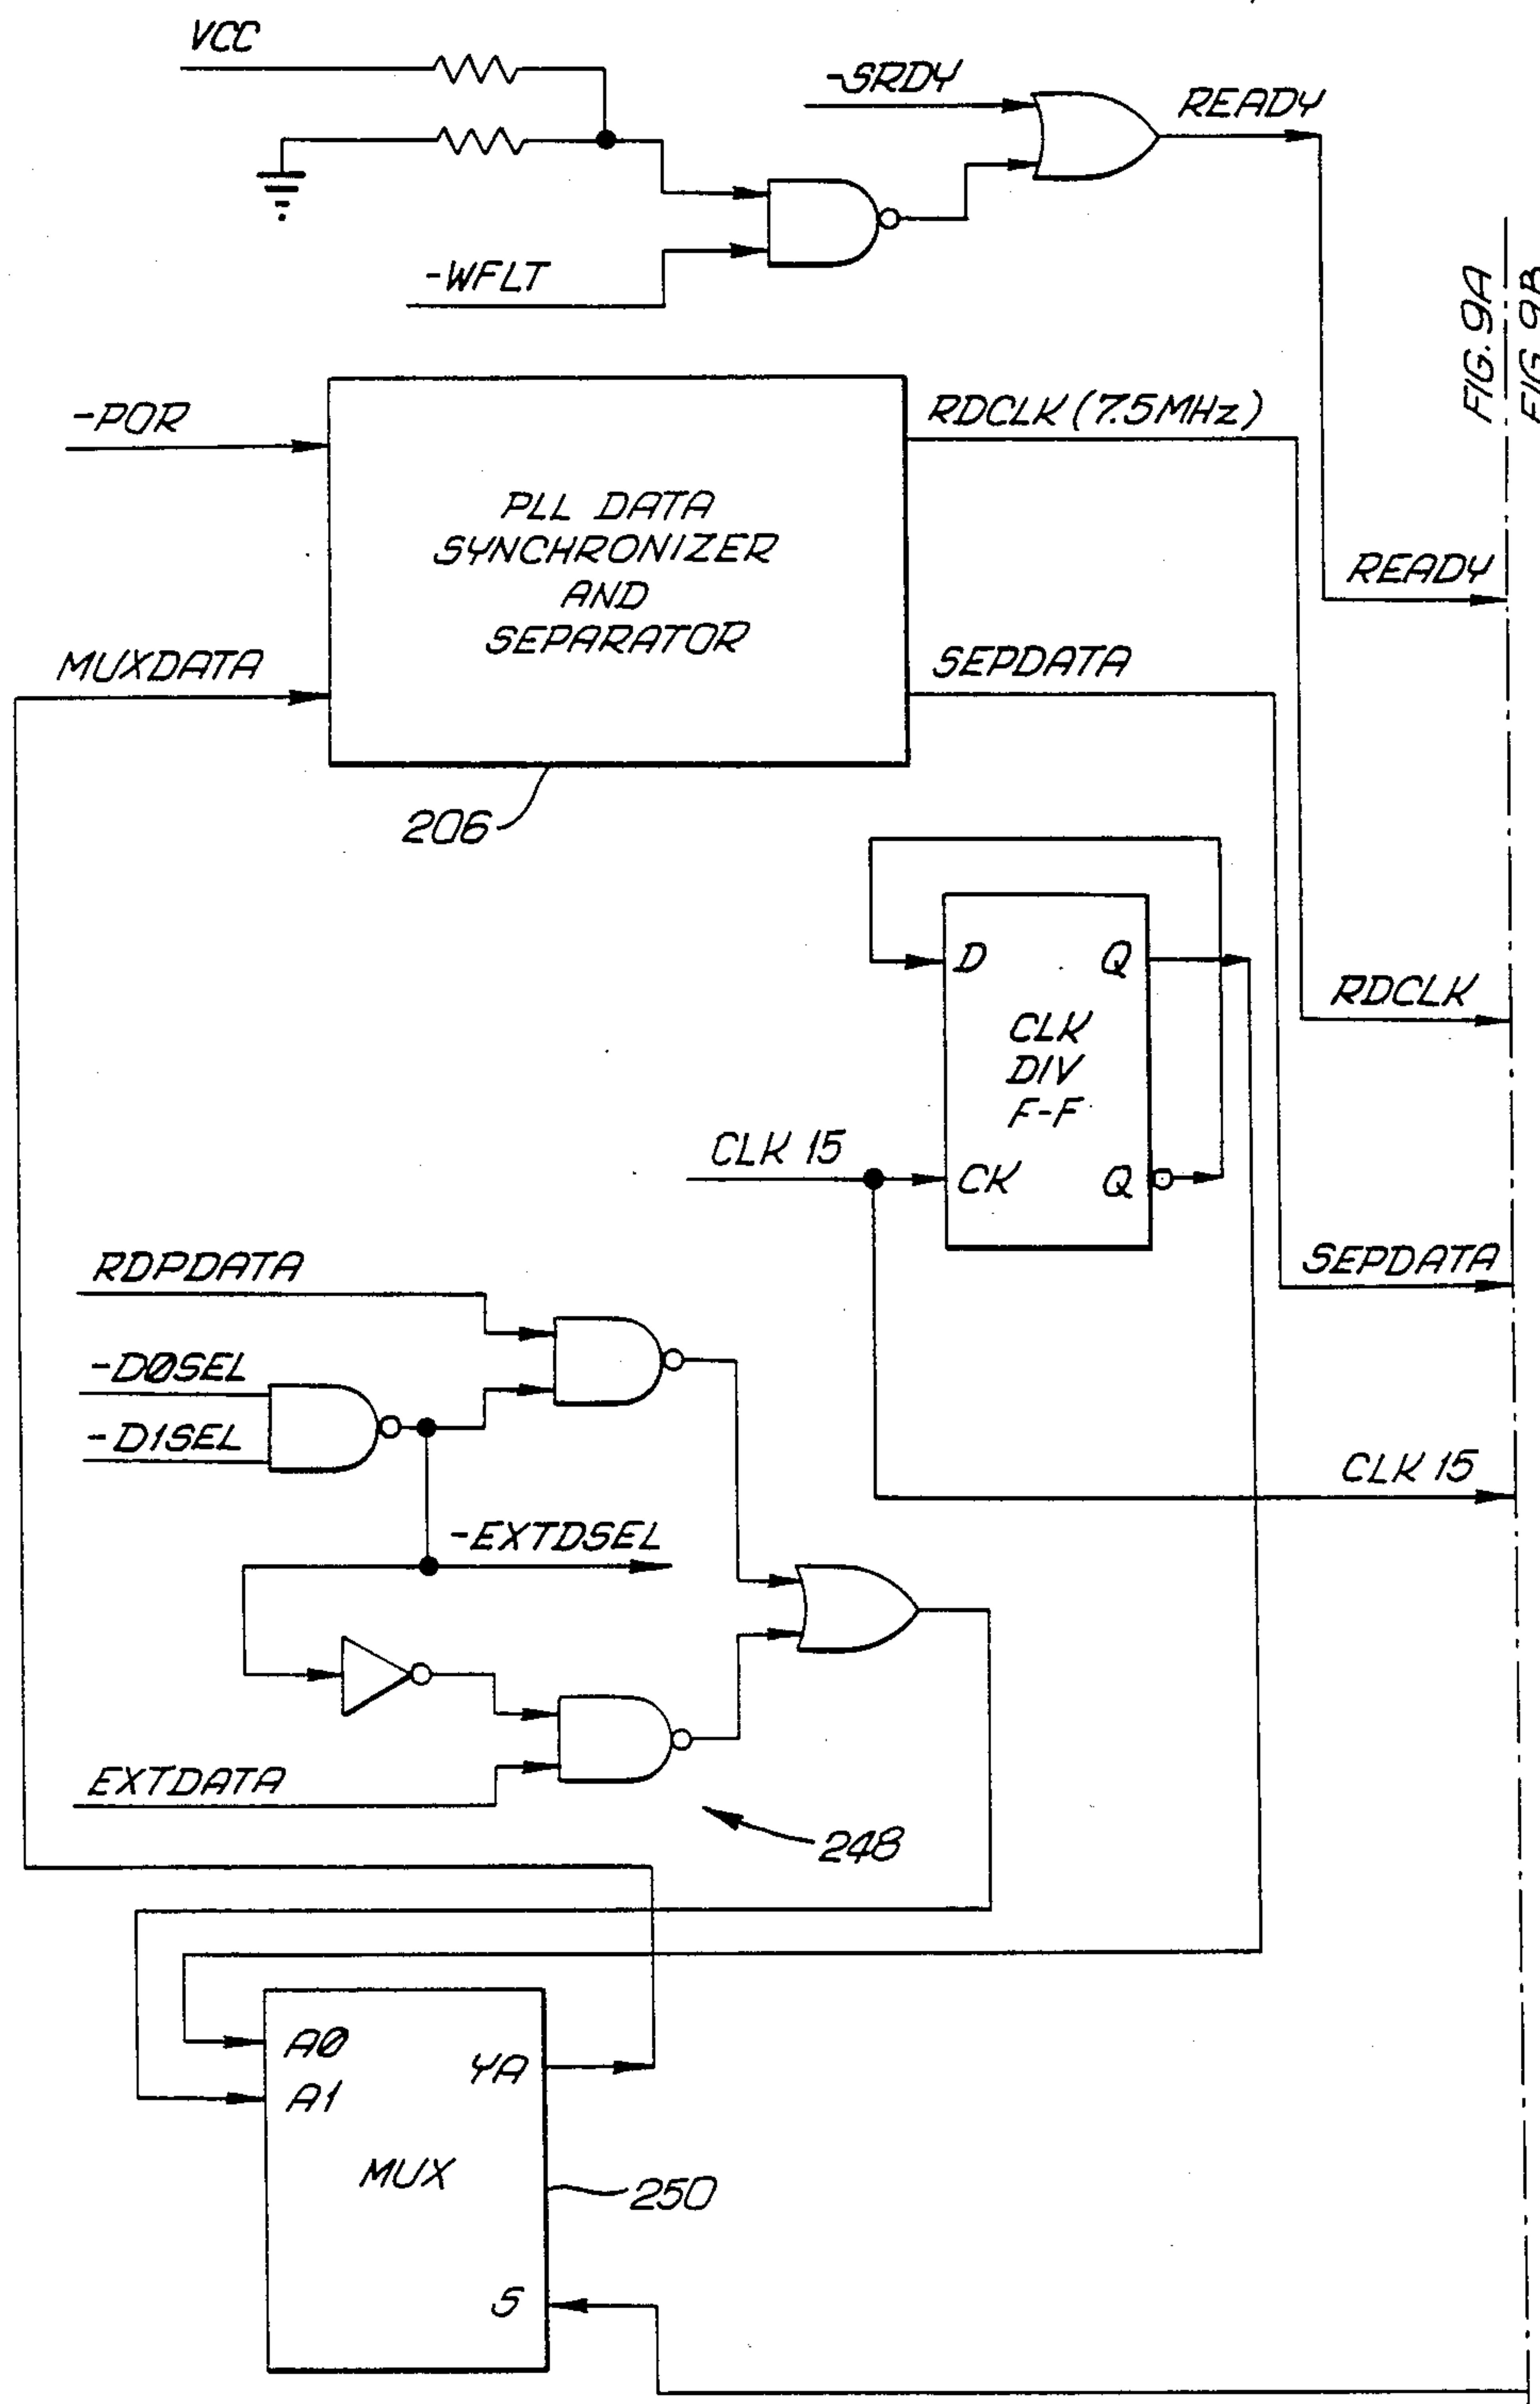 VCC
-SRDY
READY
-WFLT
FIG. 9A
FIG. 9B
-POR
RDCLK (7.5MHz)
PLL DATA
SYNCHRONIZER
AND
SEPARATOR
READY
MUXDATA
SEPDATA
206
D
Q
CLK
DIV
F-F
RDCLK
CLK 15
CK
Q
RDPDATA
SEPDATA
-DØSEL
-D1SEL
CLK 15
-EXTDSEL
EXTDATA
248
AØ
YA
A1
MUX
250
S